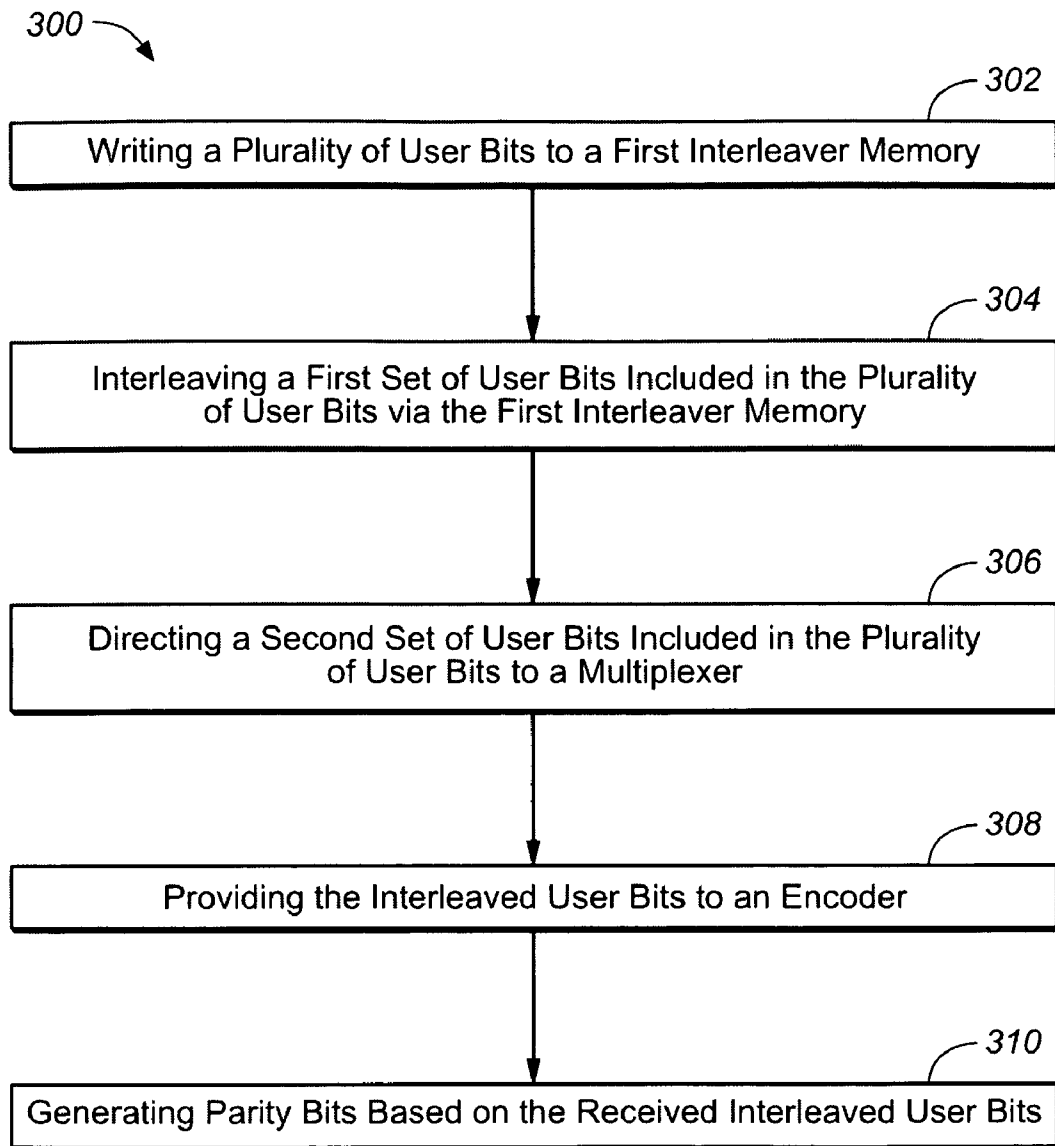 300
302
Writing a Plurality of User Bits to a First Interleaver Memory
304
Interleaving a First Set of User Bits Included in the Plurality
of User Bits via the First Interleaver Memory
306
Directing a Second Set of User Bits Included in the Plurality
of User Bits to a Multiplexer
308
Providing the Interleaved User Bits to an Encoder
310
Generating Parity Bits Based on the Received Interleaved User Bits